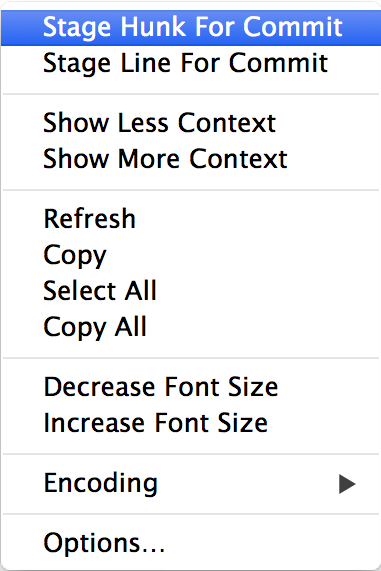 Stage Hunk For Commit
Stage Line For Commit
Show Less Context
Show More Context
Refresh
Copy
Select All
Copy All
Decrease Font Size
Increase Font Size
Encoding
Options...